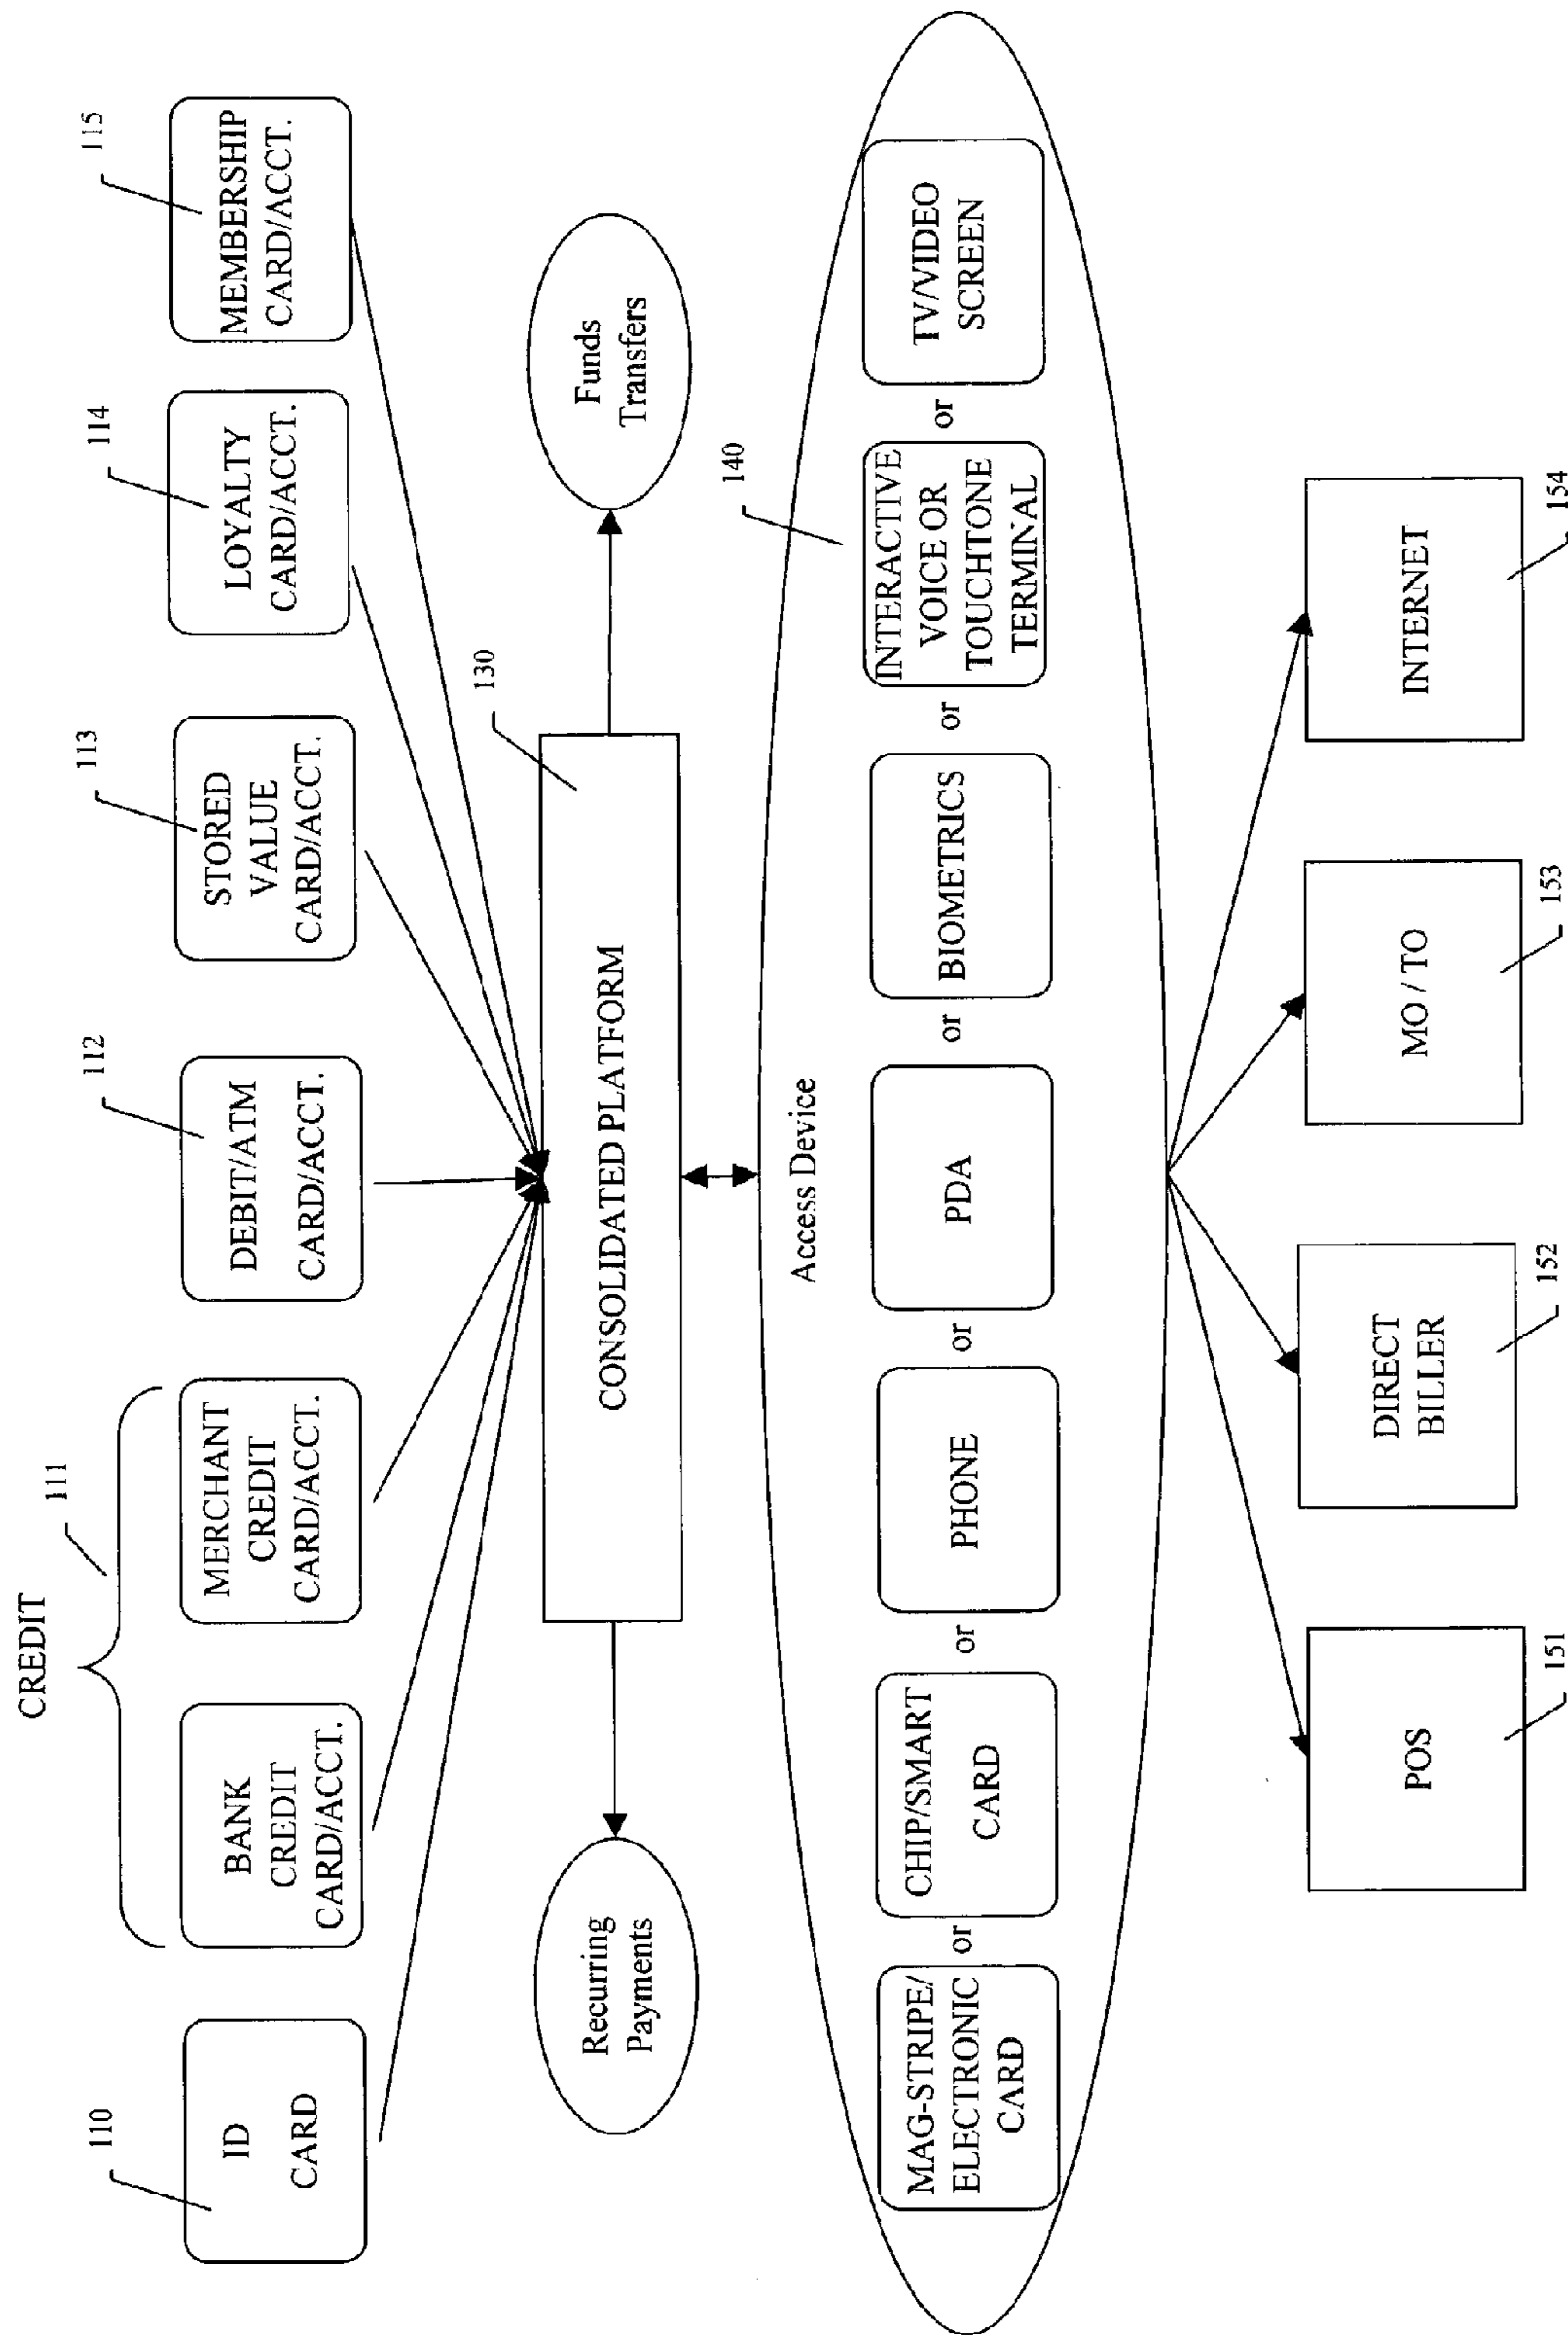 CREDIT
110
111
112
113
114
115
ID
CARD
BANK
CREDIT
CARD/ACCT.
MERCHANT
CREDIT
CARD/ACCT.
DEBIT/ATM
CARD/ACCT.
STORED
VALUE
CARD/ACCT.
LOYALTY
CARD/ACCT.
MEMBERSHIP
CARD/ACCT.
130
Recurring
Payments
CONSOLIDATED PLATFORM
Funds
Transfers
Access Device
140
MAG-STRIPE/
ELECTRONIC
CARD
or
CHIP/SMART
CARD
or
PHONE
or
PDA
or
BIOMETRICS
or
INTERACTIVE
VOICE OR
TOUCHTONE
TERMINAL
or
TV/VIDEO
SCREEN
POS
DIRECT
BILLER
MO / TO
INTERNET
151
152
153
154